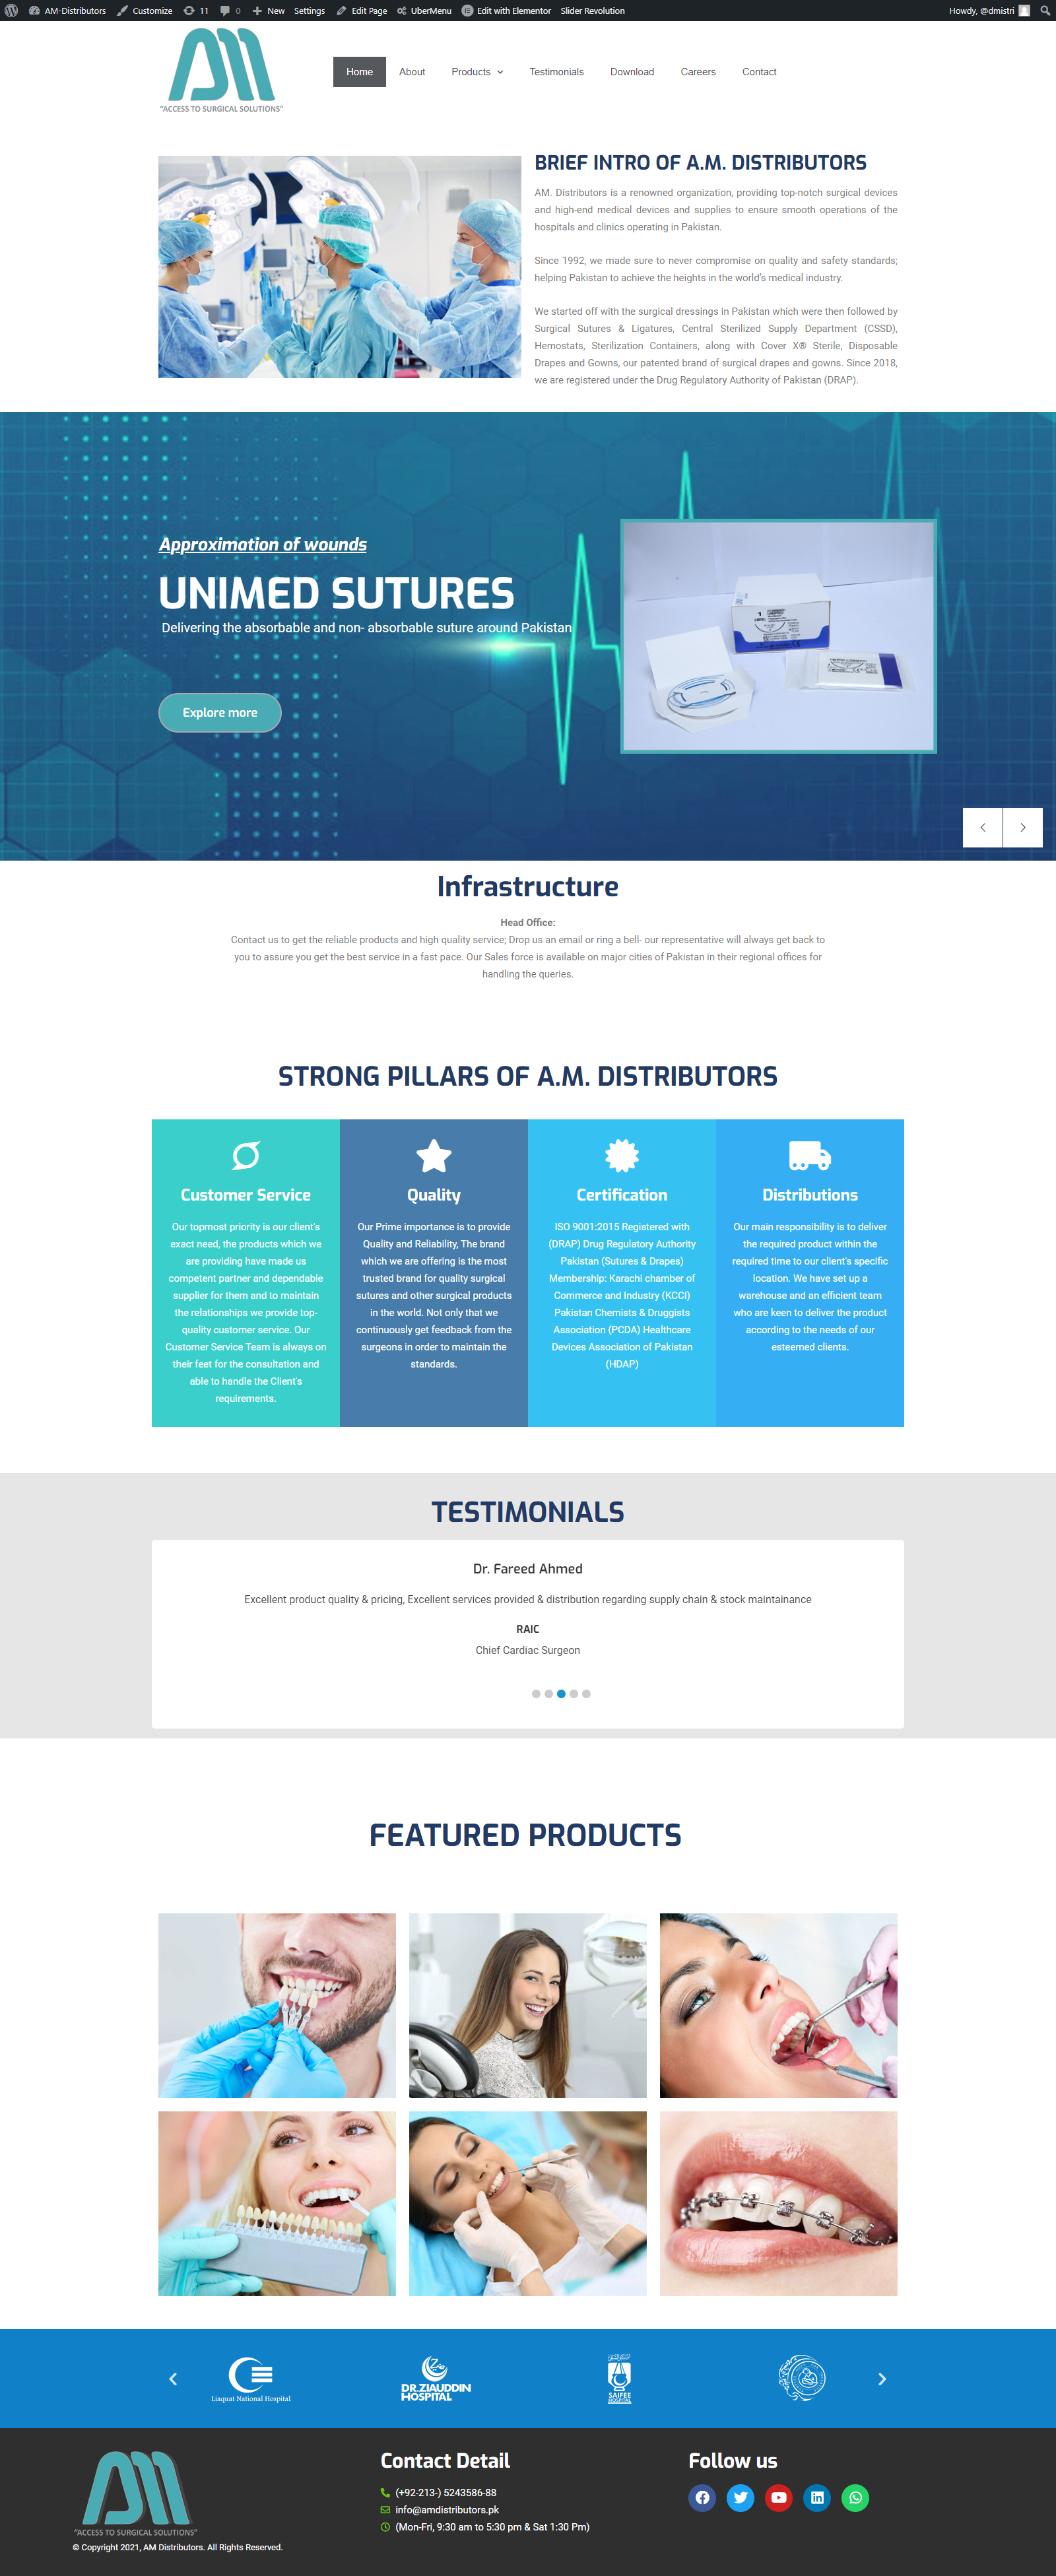 AM-Distributors Customize 11 0 New Settings Edit Page UberMenu Edit with Elementor Slider Revolution Howdy, @dmistri
AM
"ACCESS TO SURGICAL SOLUTIONS"
Home About Products Testimonials Download Careers Contact
BRIEF INTRO OF A.M. DISTRIBUTORS
AM. Distributors is a renowned organization, providing top-notch surgical devices
and high-end medical devices and supplies to ensure smooth operations of the
hospitals and clinics operating in Pakistan.
Since 1992, we made sure to never compromise on quality and safety standards;
helping Pakistan to achieve the heights in the world's medical industry.
We started off with the surgical dressings in Pakistan which were then followed by
Surgical Sutures & Ligatures, Central Sterilized Supply Department (CSSD),
Hemostats, Sterilization Containers, along with Cover X® Sterile, Disposable
Drapes and Gowns, our patented brand of surgical drapes and gowns. Since 2018,
we are registered under the Drug Regulatory Authority of Pakistan (DRAP).
Approximation of wounds
UNIMED SUTURES
Delivering the absorbable and non- absorbable suture around Pakistan
Explore more
Infrastructure
Head Office:
Contact us to get the reliable products and high quality service; Drop us an email or ring a bell- our representative will always get back to
you to assure you get the best service in a fast pace. Our Sales force is available on major cities of Pakistan in their regional offices for
handling the queries.
STRONG PILLARS OF A.M. DISTRIBUTORS
Customer Service
Our topmost priority is our client's
exact need, the products which we
are providing have made us
competent partner and dependable
supplier for them and to maintain
the relationships we provide top-
quality customer service. Our
Customer Service Team is always on
their feet for the consultation and
able to handle the Client's
requirements.
Quality
Our Prime importance is to provide
Quality and Reliability, The brand
which we are offering is the most
trusted brand for quality surgical
sutures and other surgical products
in the world. Not only that we
continuously get feedback from the
surgeons in order to maintain the
standards.
Certification
ISO 9001:2015 Registered with
(DRAP) Drug Regulatory Authority
Pakistan (Sutures & Drapes)
Membership: Karachi chamber of
Commerce and Industry (KCCI)
Pakistan Chemists & Druggists
Association (PCDA) Healthcare
Devices Association of Pakistan
(HDAP)
Distributions
Our main responsibility is to deliver
the required product within the
required time to our client's specific
location. We have set up a
warehouse and an efficient team
who are keen to deliver the product
according to the needs of our
esteemed clients.
TESTIMONIALS
Dr. Fareed Ahmed
Excellent product quality & pricing, Excellent services provided & distribution regarding supply chain & stock maintainance
RAIC
Chief Cardiac Surgeon
FEATURED PRODUCTS
Liaquat National Hospital
DR.ZIAUDDIN
HOSPITAL
SAIFEE
HOSPITAL
AM
"ACCESS TO SURGICAL SOLUTIONS"
© Copyright 2021, AM Distributors. All Rights Reserved.
Contact Detail
(+92-213-) 5243586-88
info@amdistributors.pk
(Mon-Fri, 9:30 am to 5:30 pm & Sat 1:30 Pm)
Follow us